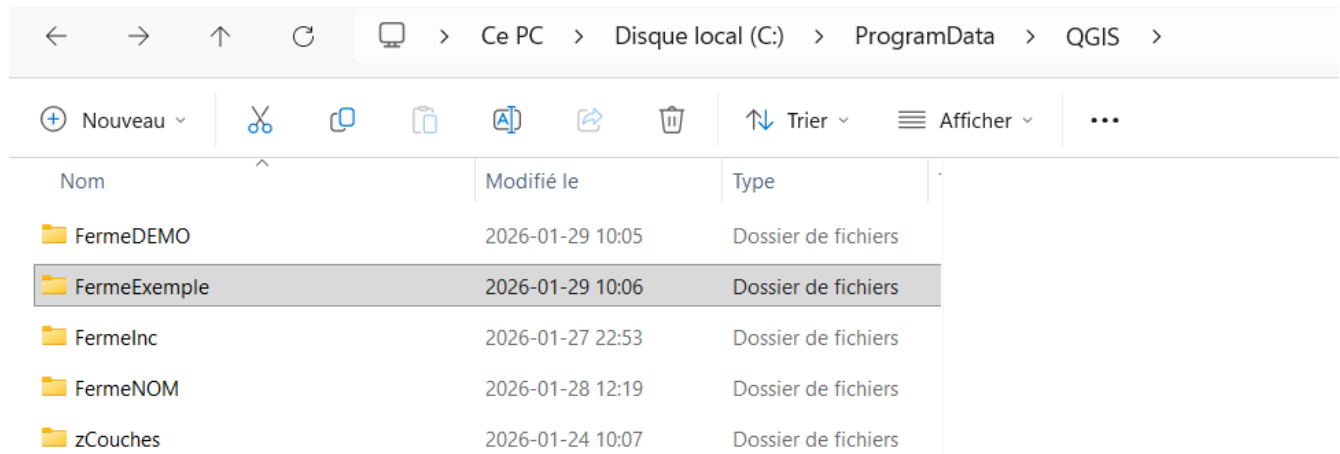 Ce PC > Disque local (C:) > ProgramData > QGIS >
Nouveau Trier Afficher ...
Nom Modifié le Type
FermeDEMO 2026-01-29 10:05 Dossier de fichiers
FermeExemple 2026-01-29 10:06 Dossier de fichiers
FermeInc 2026-01-27 22:53 Dossier de fichiers
FermeNOM 2026-01-28 12:19 Dossier de fichiers
zCouches 2026-01-24 10:07 Dossier de fichiers